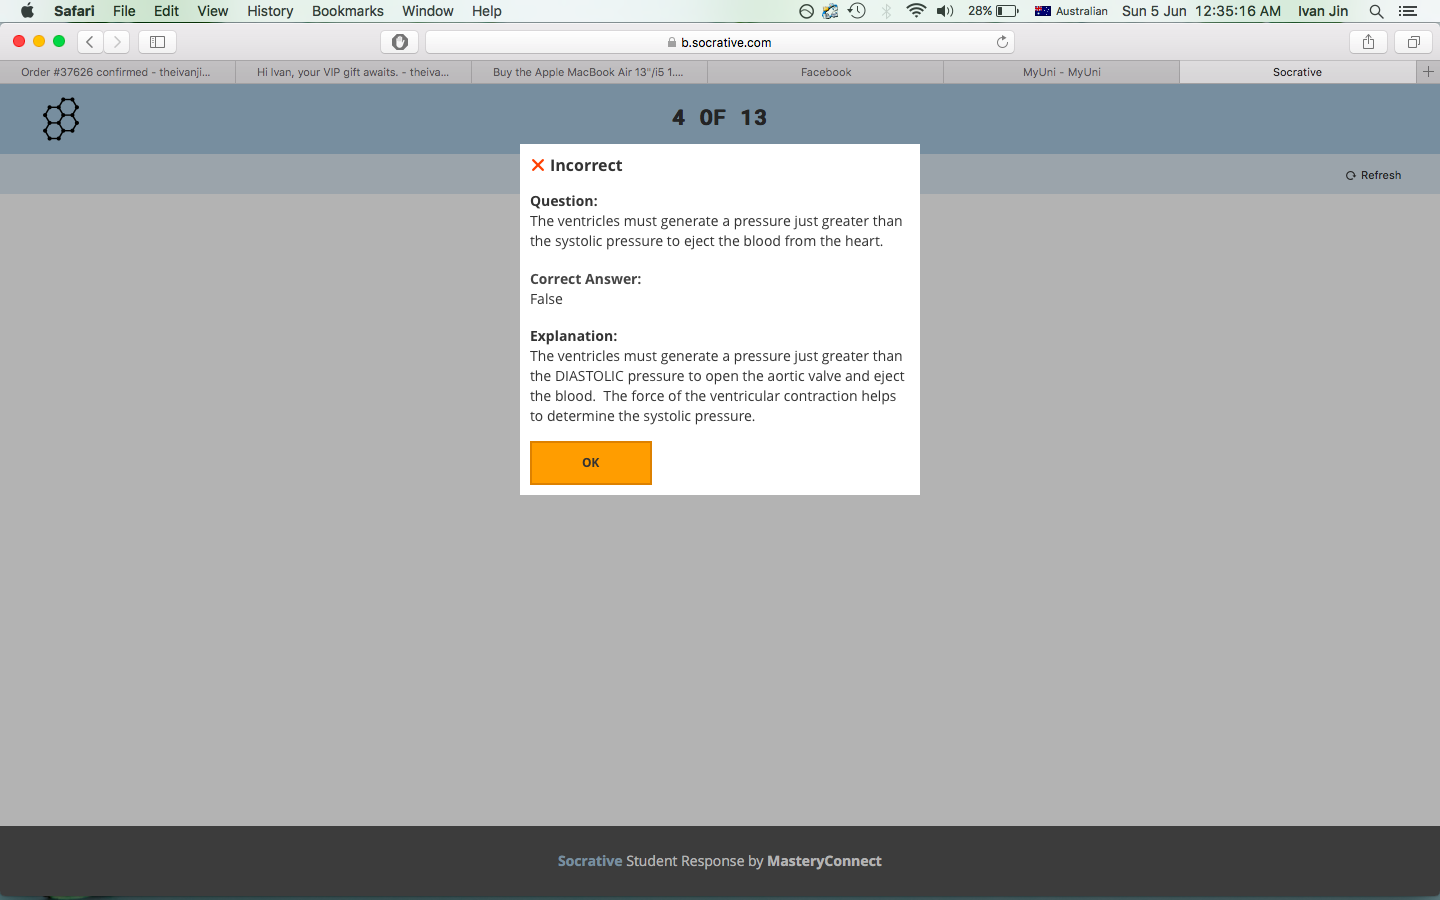 Safari File Edit View History Bookmarks Window Help 28% Australian Sun 5 Jun 12:35:16 AM Ivan Jin
b.socrative.com
Order #37626 confirmed - theivanji... Hi Ivan, your VIP gift awaits. - theiva... Buy the Apple MacBook Air 13"/i5 1.... Facebook MyUni - MyUni Socrative
4 OF 13
Refresh
Incorrect
Question:
The ventricles must generate a pressure just greater than
the systolic pressure to eject the blood from the heart.
Correct Answer:
False
Explanation:
The ventricles must generate a pressure just greater than
the DIASTOLIC pressure to open the aortic valve and eject
the blood.  The force of the ventricular contraction helps
to determine the systolic pressure.
OK
Socrative Student Response by MasteryConnect